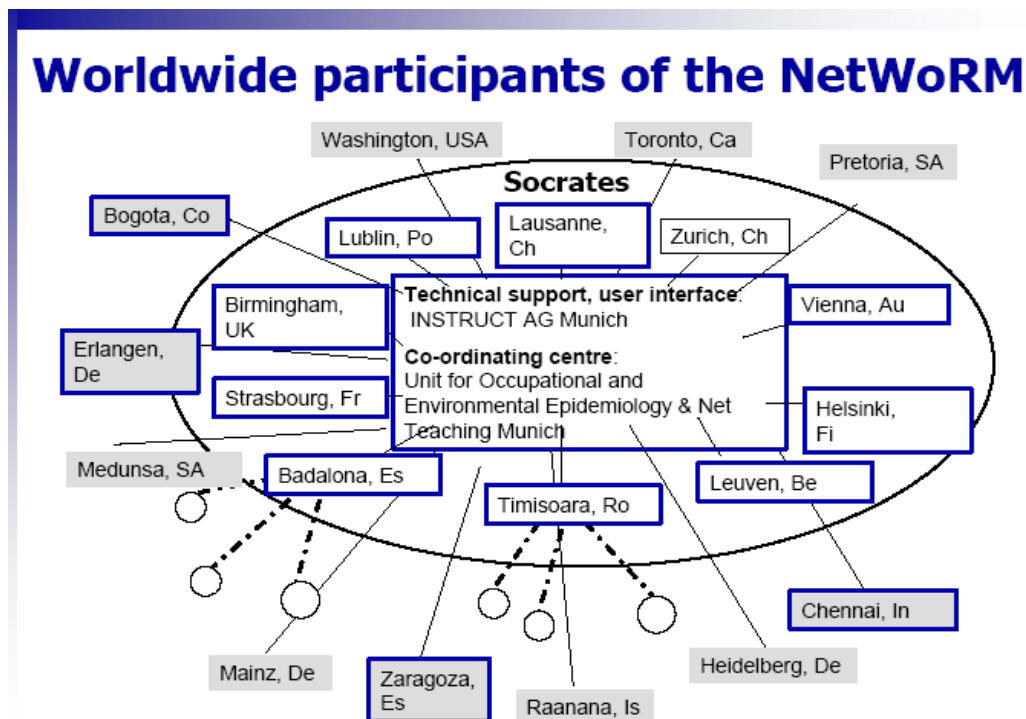 Worldwide participants of the NetWoRM
Washington, USA
Toronto, Ca
Pretoria, SA
Socrates
Bogota, Co
Lublin, Po
Lausanne,
Ch
Zurich, Ch
Birmingham,
UK
Technical support, user interface:
INSTRUCT AG Munich
Vienna, Au
Erlangen,
De
Co-ordinating centre:
Unit for Occupational and
Environmental Epidemiology & Net
Teaching Munich
Strasbourg, Fr
Helsinki,
Fi
Medunsa, SA
Badalona, Es
Leuven, Be
Timisoara, Ro
Chennai, In
Mainz, De
Zaragoza,
Es
Raanana, Is
Heidelberg, De